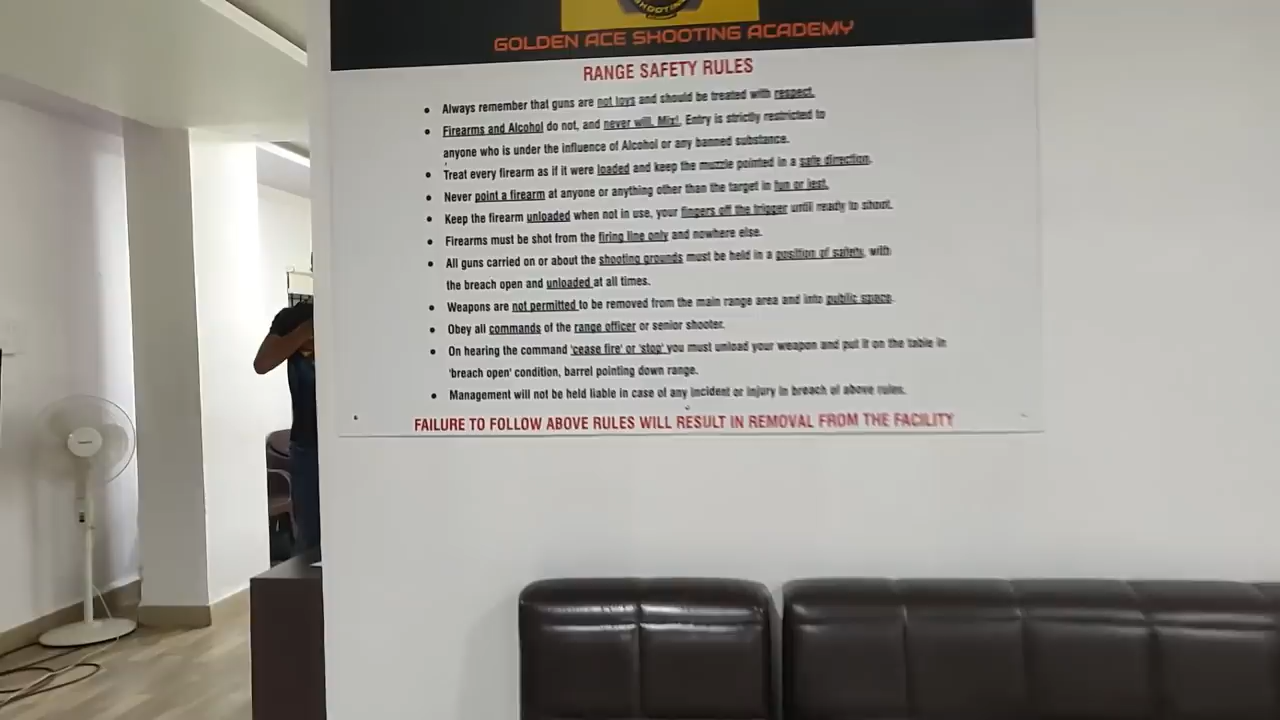 SHOOTING
GOLDEN ACE SHOOTING ACADEMY
RANGE SAFETY RULES
• Always remember that guns are not toys and should be treated with respect.
• Firearms and Alcohol do not, and never will, Mix!. Entry is strictly restricted to
anyone who is under the influence of Alcohol or any banned substance.
• Treat every firearm as if it were loaded and keep the muzzle pointed in a safe direction.
• Never point a firearm at anyone or anything other than the target in fun or jest.
• Keep the firearm unloaded when not in use, your fingers off the trigger until ready to shoot.
• Firearms must be shot from the firing line only and nowhere else.
• All guns carried on or about the shooting grounds must be held in a position of safety, with
the breach open and unloaded at all times.
• Weapons are not permitted to be removed from the main range area and into public space.
• Obey all commands of the range officer or senior shooter.
• On hearing the command 'cease fire' or 'stop' you must unload your weapon and put it on the table in
'breach open' condition, barrel pointing down range.
• Management will not be held liable in case of any incident or injury in breach of above rules.
FAILURE TO FOLLOW ABOVE RULES WILL RESULT IN REMOVAL FROM THE FACILITY